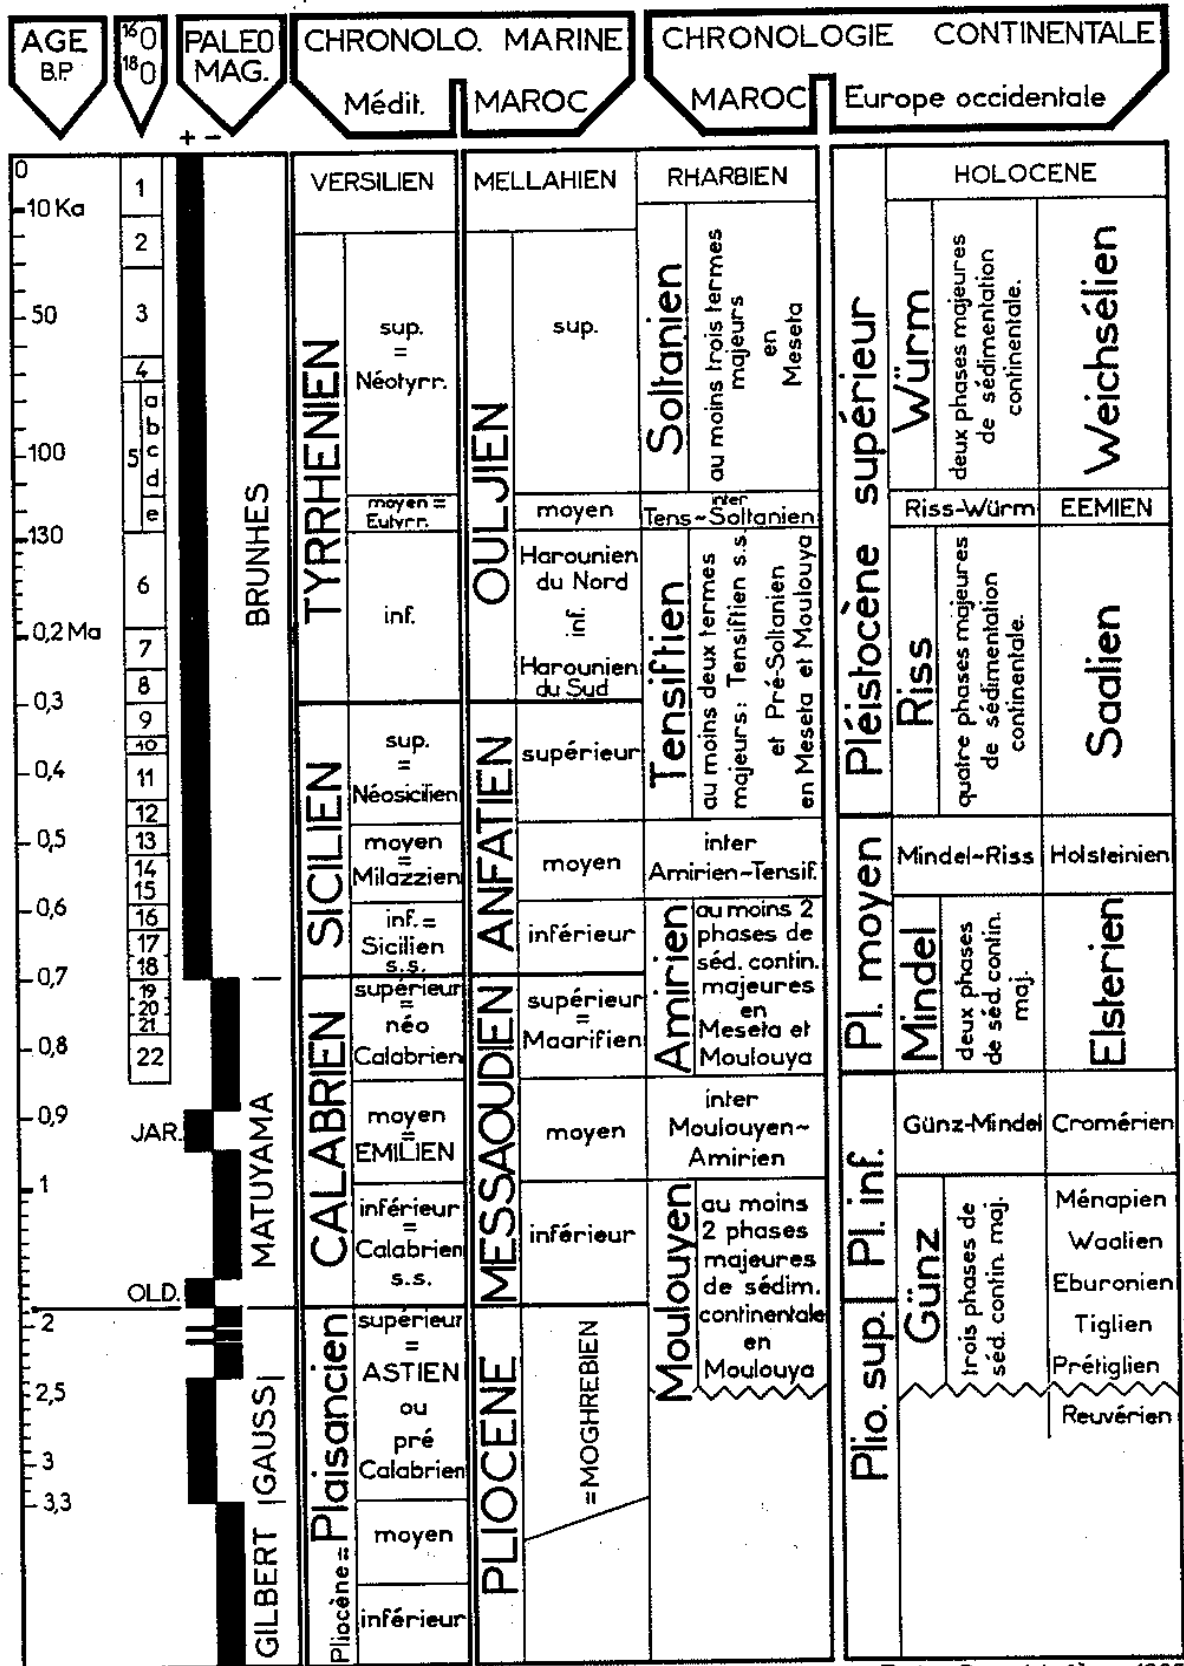 AGE
B.P.
16O
18O
PALEO
MAG.
+ -
CHRONOLO. MARINE
Médit.
MAROC
CHRONOLOGIE CONTINENTALE
MAROC
Europe occidentale
0
10 Ka
50
100
130
0,2 Ma
0,3
0,4
0,5
0,6
0,7
0,8
0,9
1
2
2,5
3
3,3
1
2
3
4
5
a
b
c
d
e
6
7
8
9
10
11
12
13
14
15
16
17
18
19
20
21
22
JAR.
OLD.
BRUNHES
MATUYAMA
GAUSS
GILBERT
VERSILIEN
TYRRHENIEN
sup.
=
Néotyrr.
moyen =
Eutyrr.
inf.
SICILIEN
sup.
=
Néosicilien
moyen
=
Milazzien
inf. =
Sicilien
s.s.
CALABRIEN
supérieur
=
néo
Calabrien
moyen
=
EMILIEN
inférieur
=
Calabrien
s.s.
Pliocène = Plaisancien
supérieur
=
ASTIEN
ou
pré
Calabrien
moyen
inférieur
MELLAHIEN
OULJIEN
sup.
moyen
Harounien
du Nord
inf.
Harounien
du Sud
ANFATIEN
supérieur
moyen
inférieur
MESSAOUDIEN
supérieur
=
Maarifien
moyen
inférieur
PLIOCENE
=MOGHREBIEN
RHARBIEN
Soltanien
au moins trois termes
majeurs
en
Meseta
inter
Tens~Soltanien
Tensiftien
au moins deux termes
majeurs: Tensiftien s.s.
et Pré-Soltanien
en Meseta et Moulouya
inter
Amirien~Tensif.
Amirien
au moins 2
phases de
séd. contin.
majeures
en
Meseta et
Moulouya
inter
Moulouyen~
Amirien
Moulouyen
au moins
2 phases
majeures
de sédim.
continentale
en
Moulouya
Pléistocène supérieur
Pl. moyen
Pl. inf.
Plio. sup.
HOLOCENE
Würm
deux phases majeures
de sédimentation
continentale.
Weichsélien
Riss-Würm
EEMIEN
Riss
quatre phases majeures
de sédimentation
continentale.
Saalien
Mindel~Riss
Holsteinien
Mindel
deux phases
de séd. contin.
maj.
Elsterien
Günz-Mindel
Cromérien
Günz
trois phases de
séd. contin. maj.
Ménapien
Waalien
Eburonien
Tiglien
Prétiglien
Reuvérien